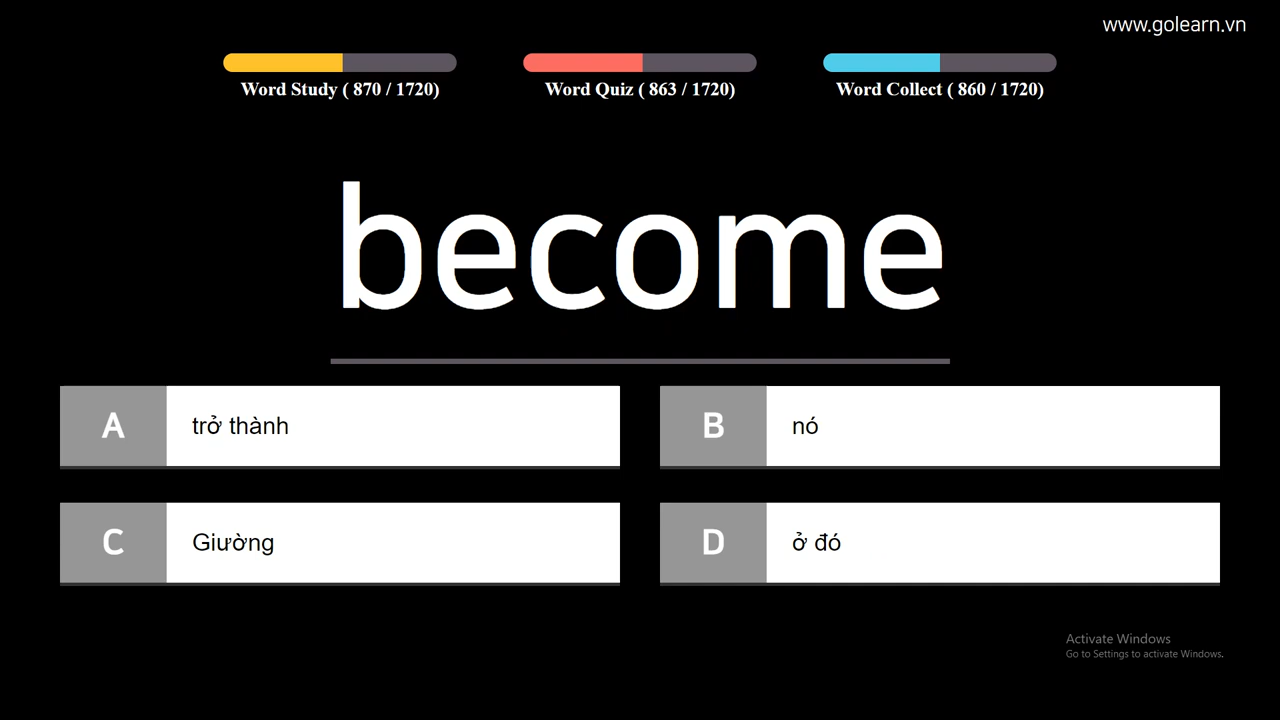 www.golearn.vn
Word Study ( 870 / 1720)
Word Quiz ( 863 / 1720)
Word Collect ( 860 / 1720)
become
A trở thành
B nó
C Giường
D ở đó
Activate Windows
Go to Settings to activate Windows.